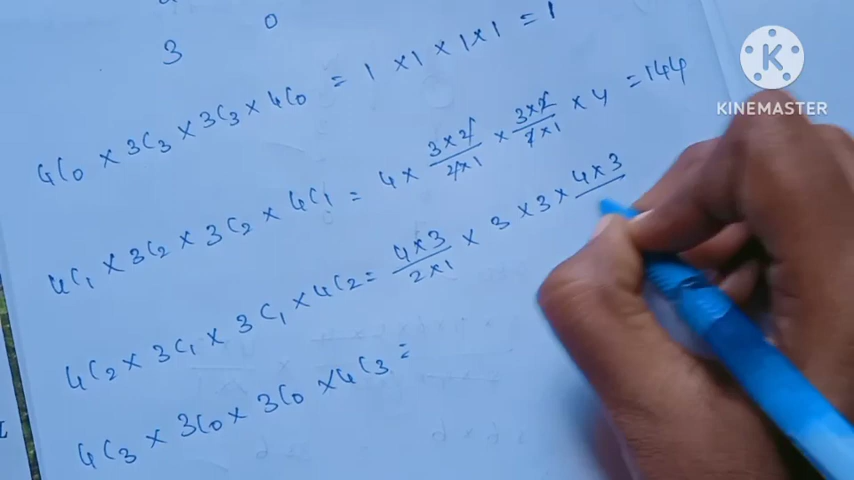 3 0
4C0 × 3C3 × 3C3 × 4C0 = 1 × 1 × 1 × 1 = 1
4C1 × 3C2 × 3C2 × 4C1 = 4 × 3×2/2×1 × 3×2/2×1 × 4 = 144
4C2 × 3C1 × 3C1 × 4C2 = 4×3/2×1 × 3 × 3 × 4×3
4C3 × 3C0 × 3C0 × 4C3 =
K
KINEMASTER